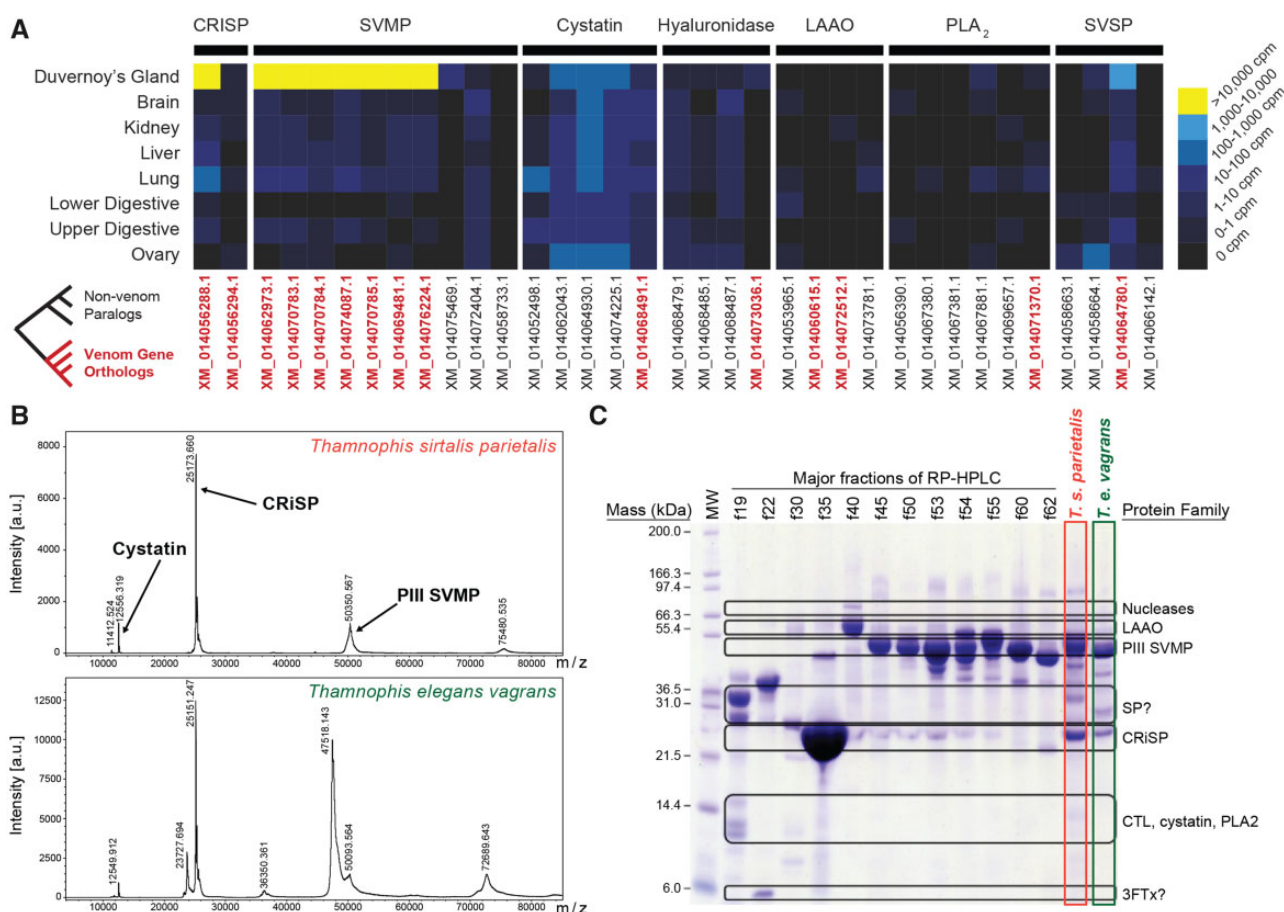 A
CRISP SVMP Cystatin Hyaluronidase LAAO PLA₂ SVSP
Duvernoy's Gland
Brain
Kidney
Liver
Lung
Lower Digestive
Upper Digestive
Ovary
>10,000 cpm
1,000-10,000
100-1,000 cpm
10-100 cpm
1-10 cpm
0-1 cpm
0 cpm
Non-venom
Paralogs
Venom Gene
Orthologs
XM_014056288.1
XM_014056294.1
XM_014062973.1
XM_014070783.1
XM_014070784.1
XM_014074087.1
XM_014070785.1
XM_014069481.1
XM_014076224.1
XM_014075469.1
XM_014072404.1
XM_014058733.1
XM_014052498.1
XM_014062043.1
XM_014064930.1
XM_014074225.1
XM_014068491.1
XM_014068479.1
XM_014068485.1
XM_014068487.1
XM_014073036.1
XM_014053965.1
XM_014060615.1
XM_014072512.1
XM_014073781.1
XM_014056390.1
XM_014067380.1
XM_014067381.1
XM_014067881.1
XM_014069657.1
XM_014071370.1
XM_014058663.1
XM_014058664.1
XM_014064780.1
XM_014066142.1
B
Thamnophis sirtalis parietalis
Intensity [a.u.]
8000
6000
4000
2000
0
11412.524
12556.319
25173.660
50350.567
75480.535
Cystatin
CRiSP
PIII SVMP
10000 20000 30000 40000 50000 60000 70000 80000 m / z
Thamnophis elegans vagrans
Intensity [a.u.]
12500
10000
7500
5000
2500
0
12549.912
23727.694
25151.247
36350.361
47518.143
50093.564
72689.643
10000 20000 30000 40000 50000 60000 70000 80000 m / z
C
Major fractions of RP-HPLC
Mass (kDa) MW f19 f22 f30 f35 f40 f45 f50 f53 f54 f55 f60 f62 T. s. parietalis T. e. vagrans Protein Family
200.0
166.3
97.4
66.3
55.4
36.5
31.0
21.5
14.4
6.0
Nucleases
LAAO
PIII SVMP
SP?
CRiSP
CTL, cystatin, PLA2
3FTx?